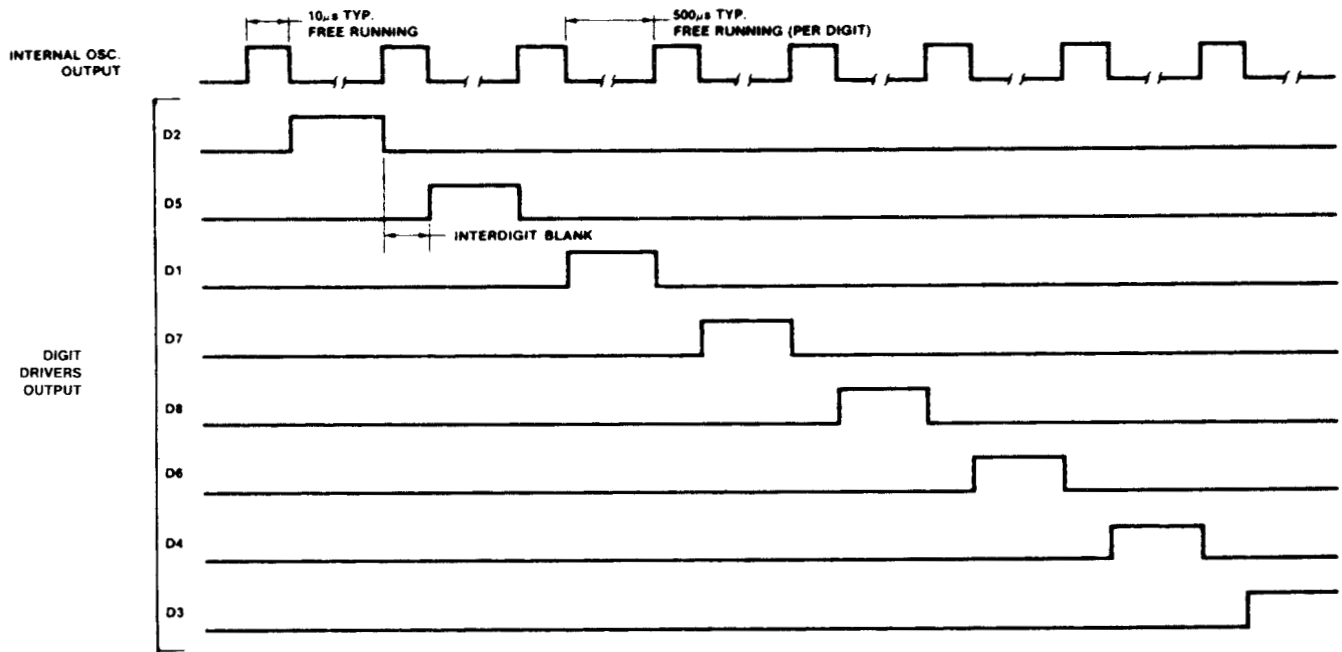 10µs TYP.
FREE RUNNING
500µs TYP.
FREE RUNNING (PER DIGIT)
INTERNAL OSC.
OUTPUT
D2
D5
INTERDIGIT BLANK
D1
D7
DIGIT
DRIVERS
OUTPUT
D8
D6
D4
D3